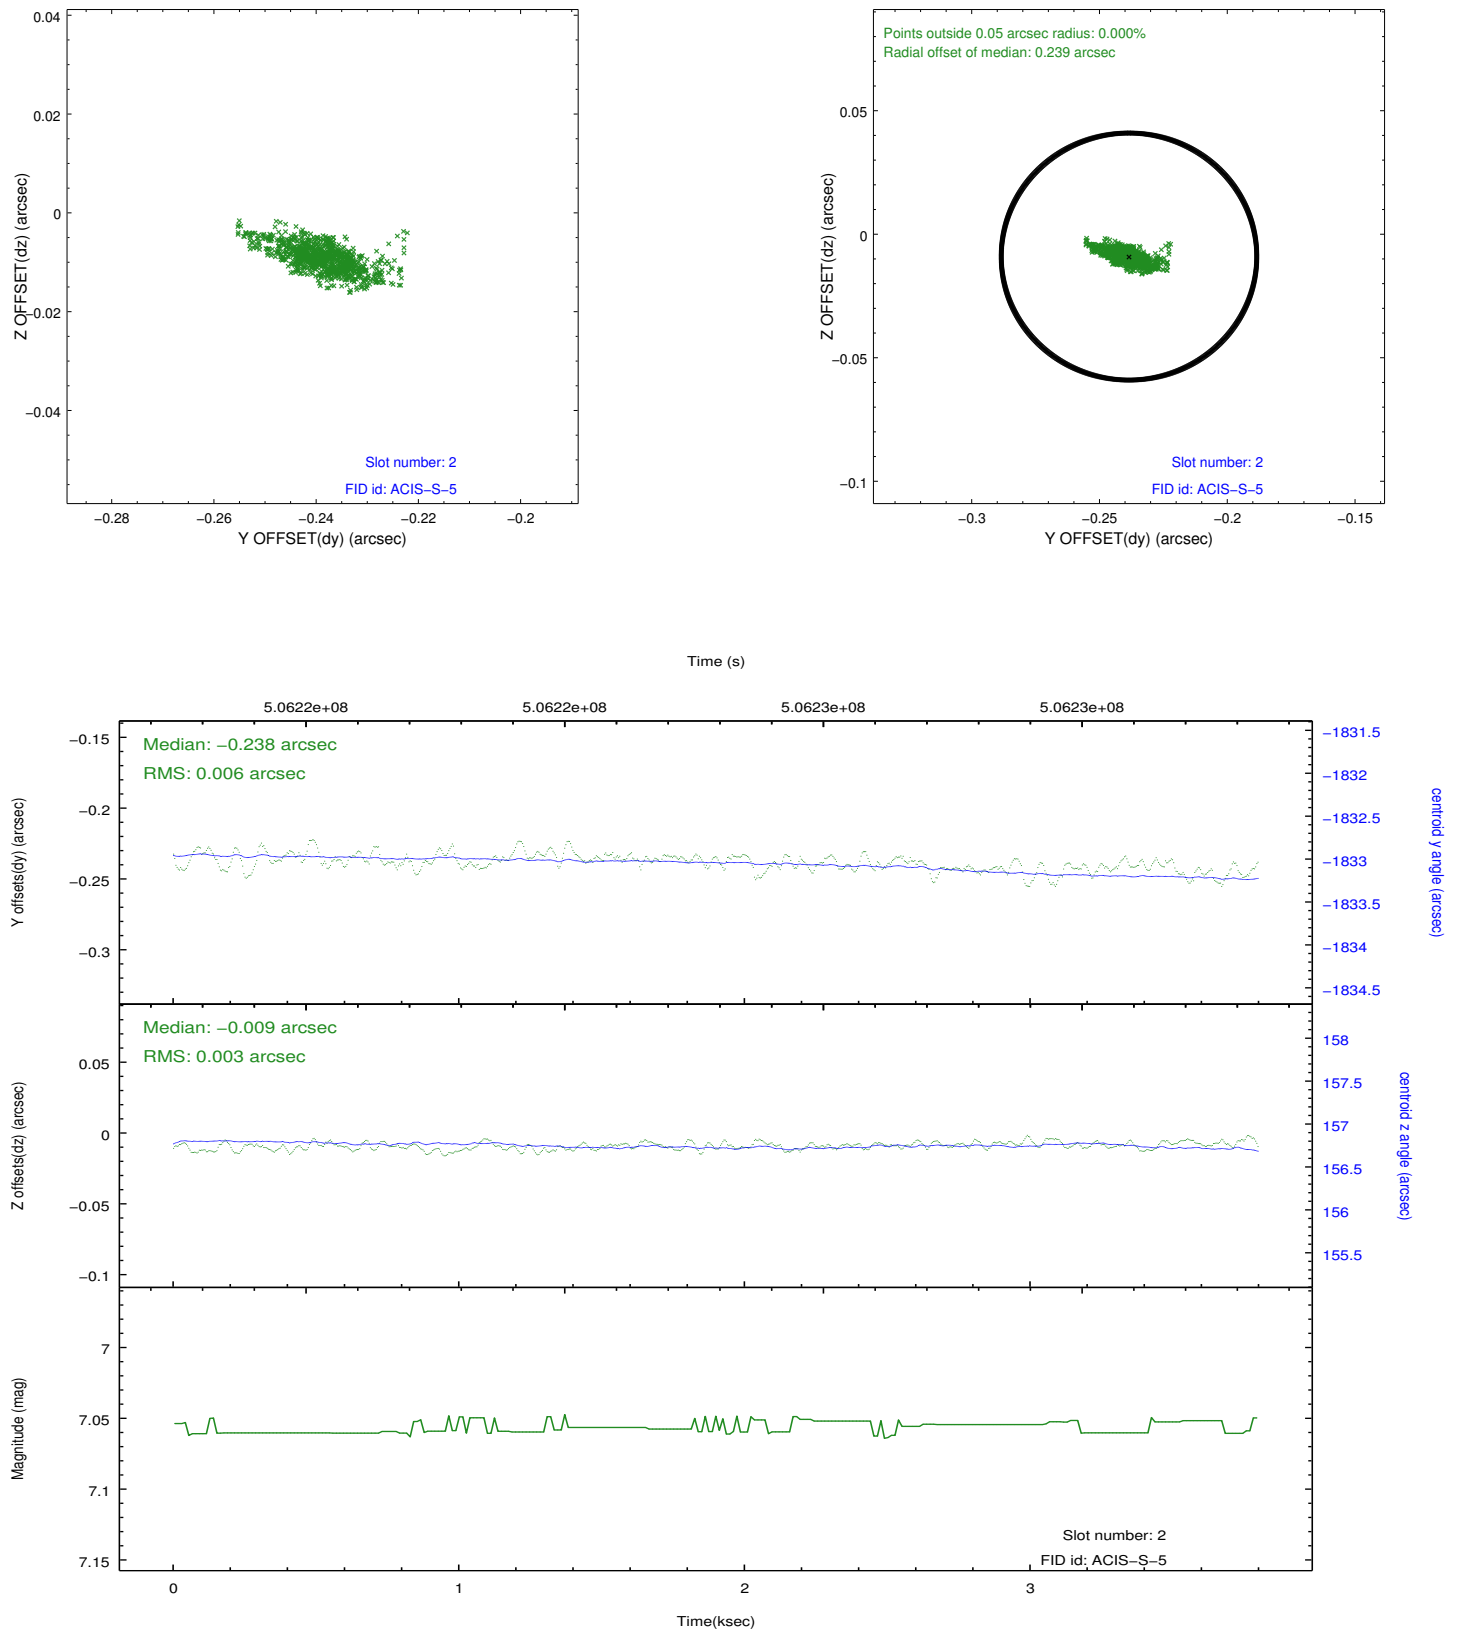 0.04
0.02
0
−0.02
−0.04
Z OFFSET(dz) (arcsec)
Slot number: 2
FID id: ACIS−S−5
−0.28 −0.26 −0.24 −0.22 −0.2
Y OFFSET(dy) (arcsec)
Points outside 0.05 arcsec radius: 0.000%
Radial offset of median: 0.239 arcsec
0.05
0
−0.05
−0.1
Z OFFSET(dz) (arcsec)
Slot number: 2
FID id: ACIS−S−5
−0.3 −0.25 −0.2 −0.15
Y OFFSET(dy) (arcsec)
Time (s)
5.0622e+08 5.0622e+08 5.0623e+08 5.0623e+08
Median: −0.238 arcsec
RMS: 0.006 arcsec
−0.15
−0.2
−0.25
−0.3
Y offsets(dy) (arcsec)
−1831.5
−1832
−1832.5
−1833
−1833.5
−1834
−1834.5
centroid y angle (arcsec)
Median: −0.009 arcsec
RMS: 0.003 arcsec
0.05
0
−0.05
−0.1
Z offsets(dz) (arcsec)
158
157.5
157
156.5
156
155.5
centroid z angle (arcsec)
7
7.05
7.1
7.15
Magnitude (mag)
Slot number: 2
FID id: ACIS−S−5
0 1 2 3
Time(ksec)